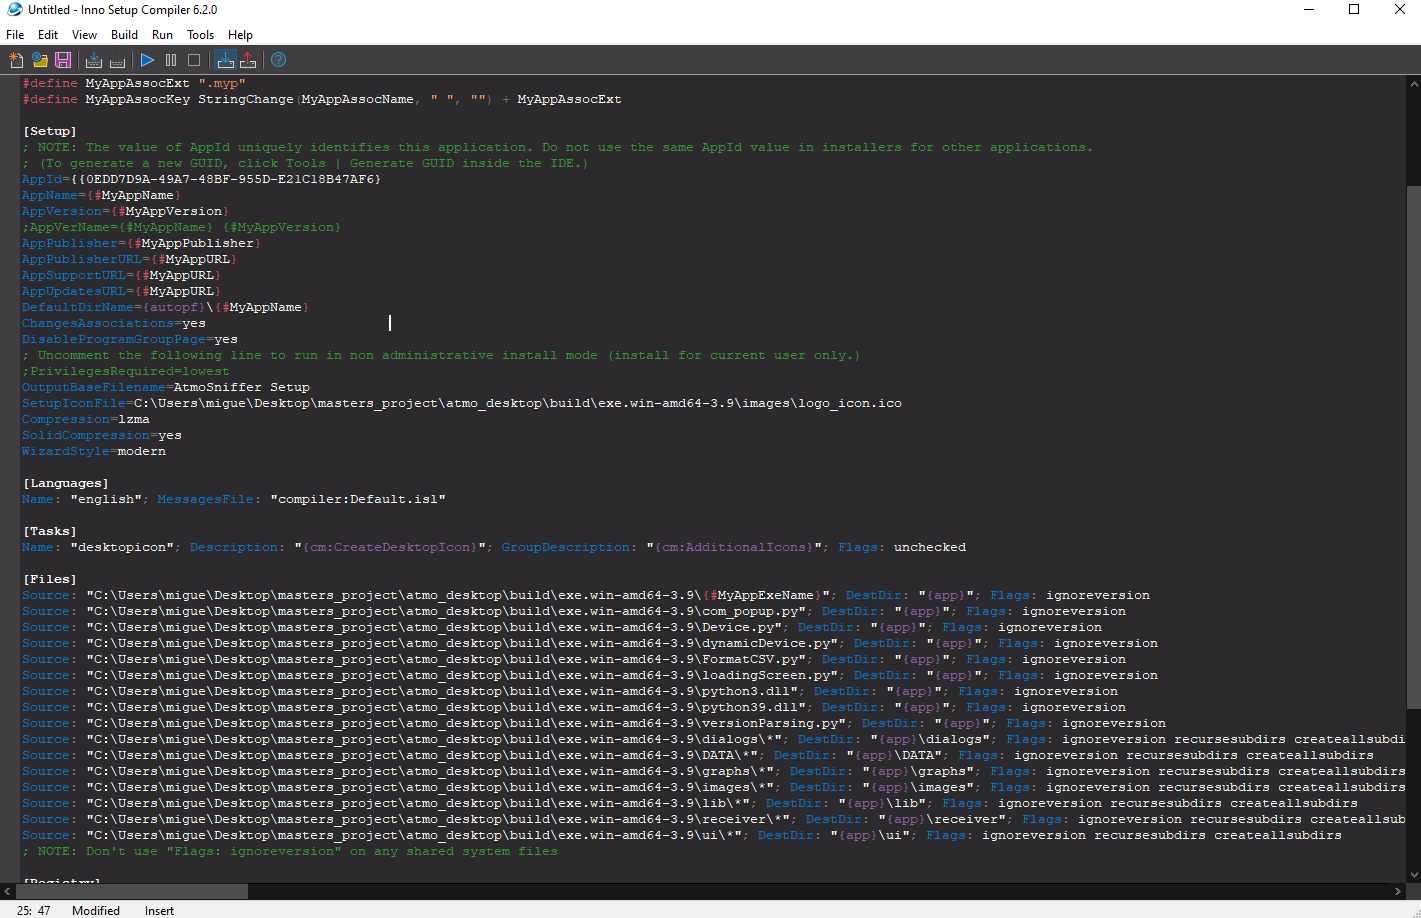 Untitled - Inno Setup Compiler 6.2.0
File Edit View Build Run Tools Help
#define MyAppAssocExt ".myp"
#define MyAppAssocKey StringChange(MyAppAssocName, " ", "") + MyAppAssocExt
[Setup]
; NOTE: The value of AppId uniquely identifies this application. Do not use the same AppId value in installers for other applications.
; (To generate a new GUID, click Tools | Generate GUID inside the IDE.)
AppId={{0EDD7D9A-49A7-48BF-955D-E21C18B47AF6}
AppName={#MyAppName}
AppVersion={#MyAppVersion}
;AppVerName={#MyAppName} {#MyAppVersion}
AppPublisher={#MyAppPublisher}
AppPublisherURL={#MyAppURL}
AppSupportURL={#MyAppURL}
AppUpdatesURL={#MyAppURL}
DefaultDirName={autopf}\{#MyAppName}
ChangesAssociations=yes
DisableProgramGroupPage=yes
; Uncomment the following line to run in non administrative install mode (install for current user only.)
;PrivilegesRequired=lowest
OutputBaseFilename=AtmoSniffer Setup
SetupIconFile=C:\Users\migue\Desktop\masters_project\atmo_desktop\build\exe.win-amd64-3.9\images\logo_icon.ico
Compression=lzma
SolidCompression=yes
WizardStyle=modern
[Languages]
Name: "english"; MessagesFile: "compiler:Default.isl"
[Tasks]
Name: "desktopicon"; Description: "{cm:CreateDesktopIcon}"; GroupDescription: "{cm:AdditionalIcons}"; Flags: unchecked
[Files]
Source: "C:\Users\migue\Desktop\masters_project\atmo_desktop\build\exe.win-amd64-3.9\{#MyAppExeName}"; DestDir: "{app}"; Flags: ignoreversion
Source: "C:\Users\migue\Desktop\masters_project\atmo_desktop\build\exe.win-amd64-3.9\com_popup.py"; DestDir: "{app}"; Flags: ignoreversion
Source: "C:\Users\migue\Desktop\masters_project\atmo_desktop\build\exe.win-amd64-3.9\Device.py"; DestDir: "{app}"; Flags: ignoreversion
Source: "C:\Users\migue\Desktop\masters_project\atmo_desktop\build\exe.win-amd64-3.9\dynamicDevice.py"; DestDir: "{app}"; Flags: ignoreversion
Source: "C:\Users\migue\Desktop\masters_project\atmo_desktop\build\exe.win-amd64-3.9\FormatCSV.py"; DestDir: "{app}"; Flags: ignoreversion
Source: "C:\Users\migue\Desktop\masters_project\atmo_desktop\build\exe.win-amd64-3.9\loadingScreen.py"; DestDir: "{app}"; Flags: ignoreversion
Source: "C:\Users\migue\Desktop\masters_project\atmo_desktop\build\exe.win-amd64-3.9\python3.dll"; DestDir: "{app}"; Flags: ignoreversion
Source: "C:\Users\migue\Desktop\masters_project\atmo_desktop\build\exe.win-amd64-3.9\python39.dll"; DestDir: "{app}"; Flags: ignoreversion
Source: "C:\Users\migue\Desktop\masters_project\atmo_desktop\build\exe.win-amd64-3.9\versionParsing.py"; DestDir: "{app}"; Flags: ignoreversion
Source: "C:\Users\migue\Desktop\masters_project\atmo_desktop\build\exe.win-amd64-3.9\dialogs\*"; DestDir: "{app}\dialogs"; Flags: ignoreversion recursesubdirs createallsubdi
Source: "C:\Users\migue\Desktop\masters_project\atmo_desktop\build\exe.win-amd64-3.9\DATA\*"; DestDir: "{app}\DATA"; Flags: ignoreversion recursesubdirs createallsubdirs
Source: "C:\Users\migue\Desktop\masters_project\atmo_desktop\build\exe.win-amd64-3.9\graphs\*"; DestDir: "{app}\graphs"; Flags: ignoreversion recursesubdirs createallsubdirs
Source: "C:\Users\migue\Desktop\masters_project\atmo_desktop\build\exe.win-amd64-3.9\images\*"; DestDir: "{app}\images"; Flags: ignoreversion recursesubdirs createallsubdirs
Source: "C:\Users\migue\Desktop\masters_project\atmo_desktop\build\exe.win-amd64-3.9\lib\*"; DestDir: "{app}\lib"; Flags: ignoreversion recursesubdirs createallsubdirs
Source: "C:\Users\migue\Desktop\masters_project\atmo_desktop\build\exe.win-amd64-3.9\receiver\*"; DestDir: "{app}\receiver"; Flags: ignoreversion recursesubdirs createallsub
Source: "C:\Users\migue\Desktop\masters_project\atmo_desktop\build\exe.win-amd64-3.9\ui\*"; DestDir: "{app}\ui"; Flags: ignoreversion recursesubdirs createallsubdirs
; NOTE: Don't use "Flags: ignoreversion" on any shared system files
[Registry]
25: 47 Modified Insert